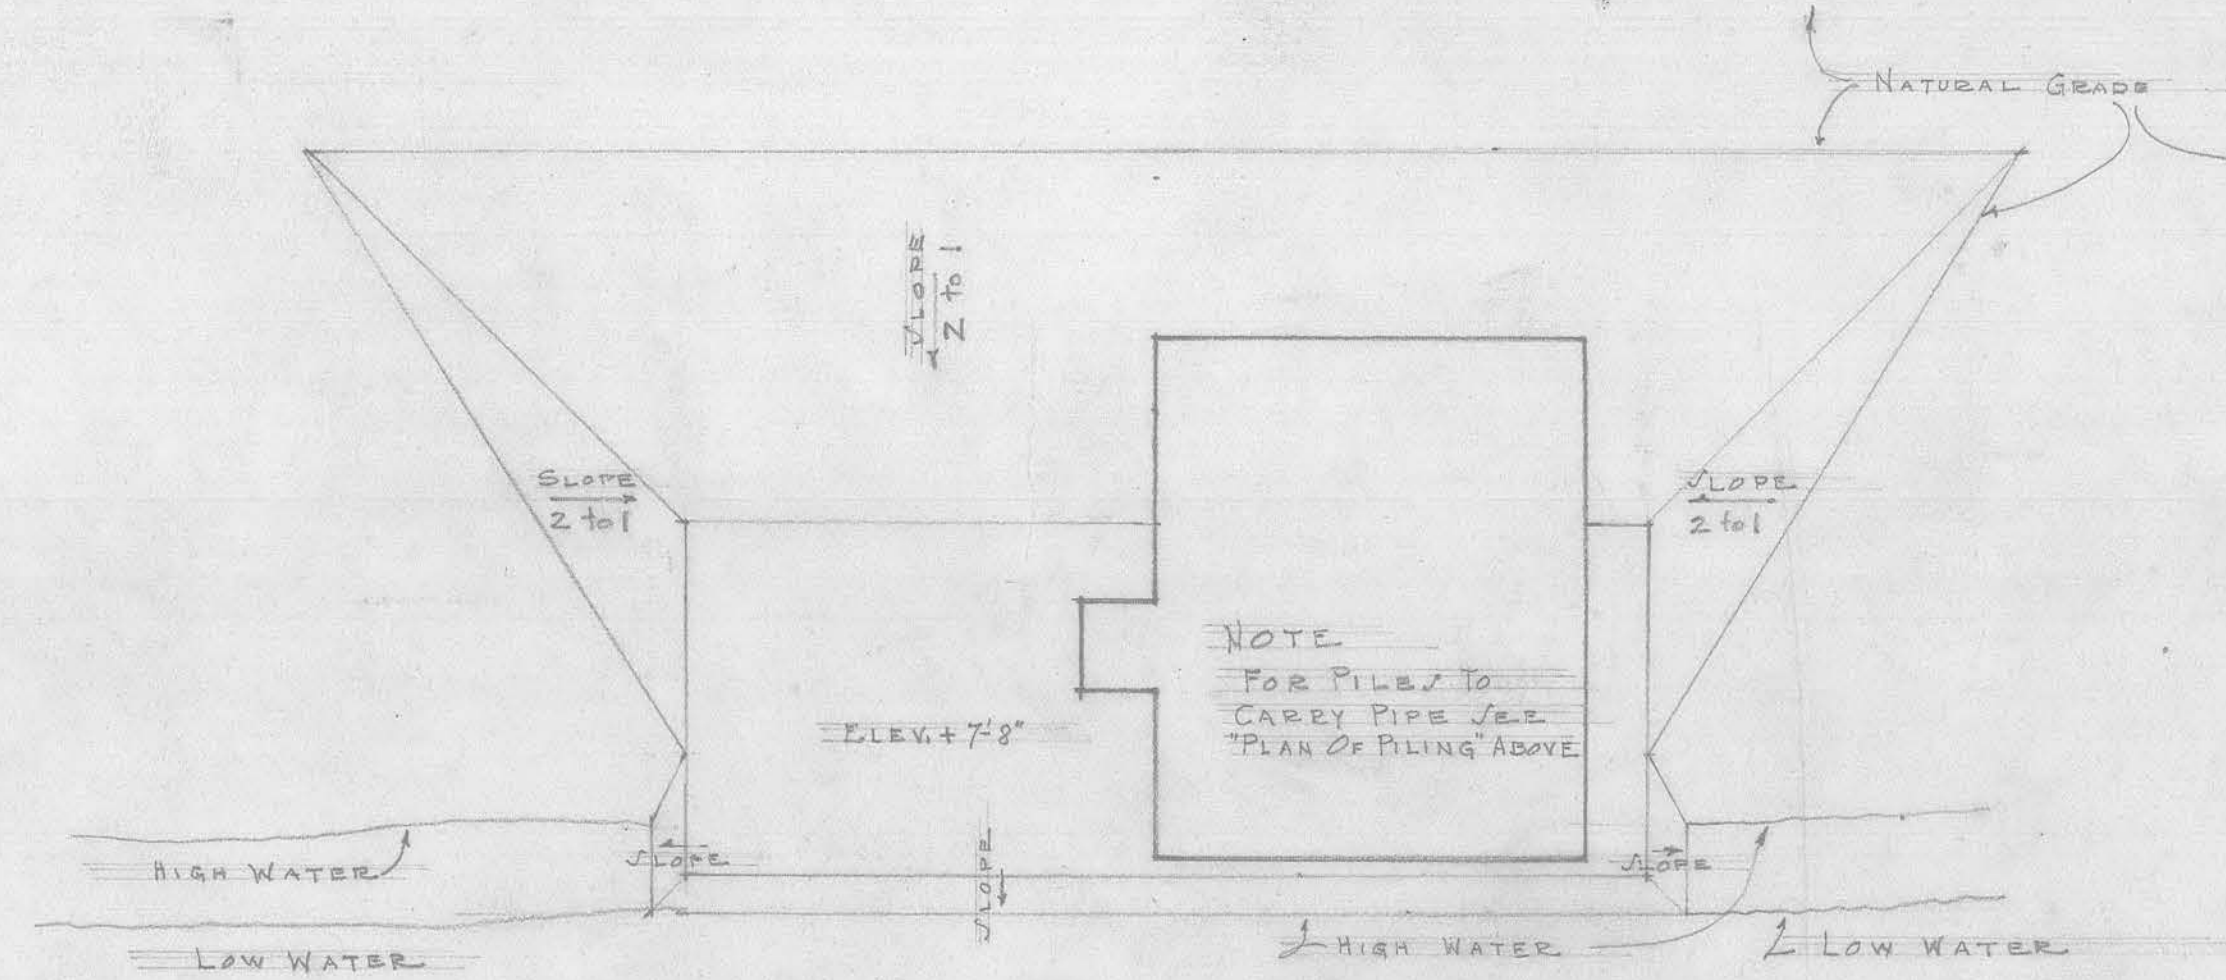 NATURAL GRADE
SLOPE
2 to 1
SLOPE
2 to 1
SLOPE
2 to 1
NOTE
FOR PILES TO
CARRY PIPE SEE
"PLAN OF PILING" ABOVE
ELEV. + 7'-8"
HIGH WATER
SLOPE
SLOPE
SLOPE
LOW WATER
HIGH WATER
LOW WATER